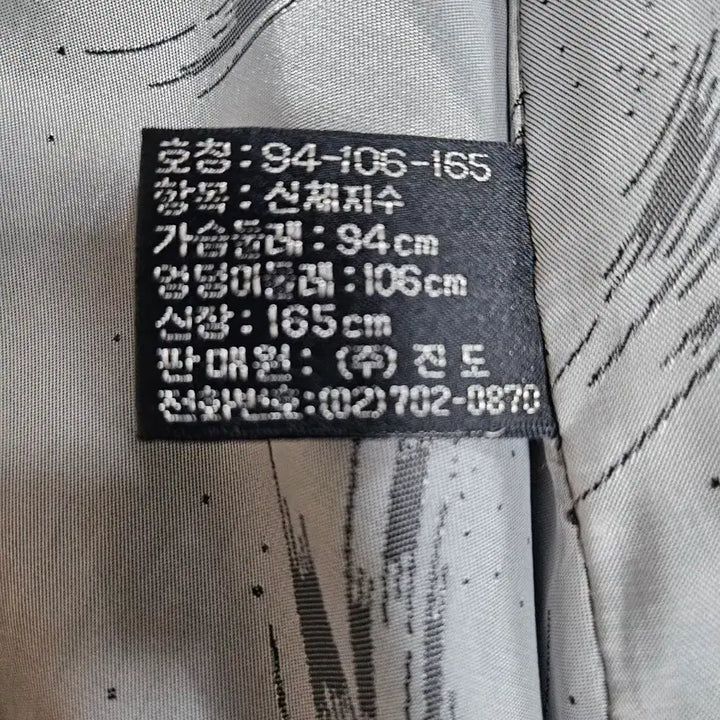 호칭:94-106-165
항목:신체지수
가슴둘레:94cm
엉덩이둘레:106cm
신장:165cm
판매원:(주)진도
전화번호:(02)702-0870